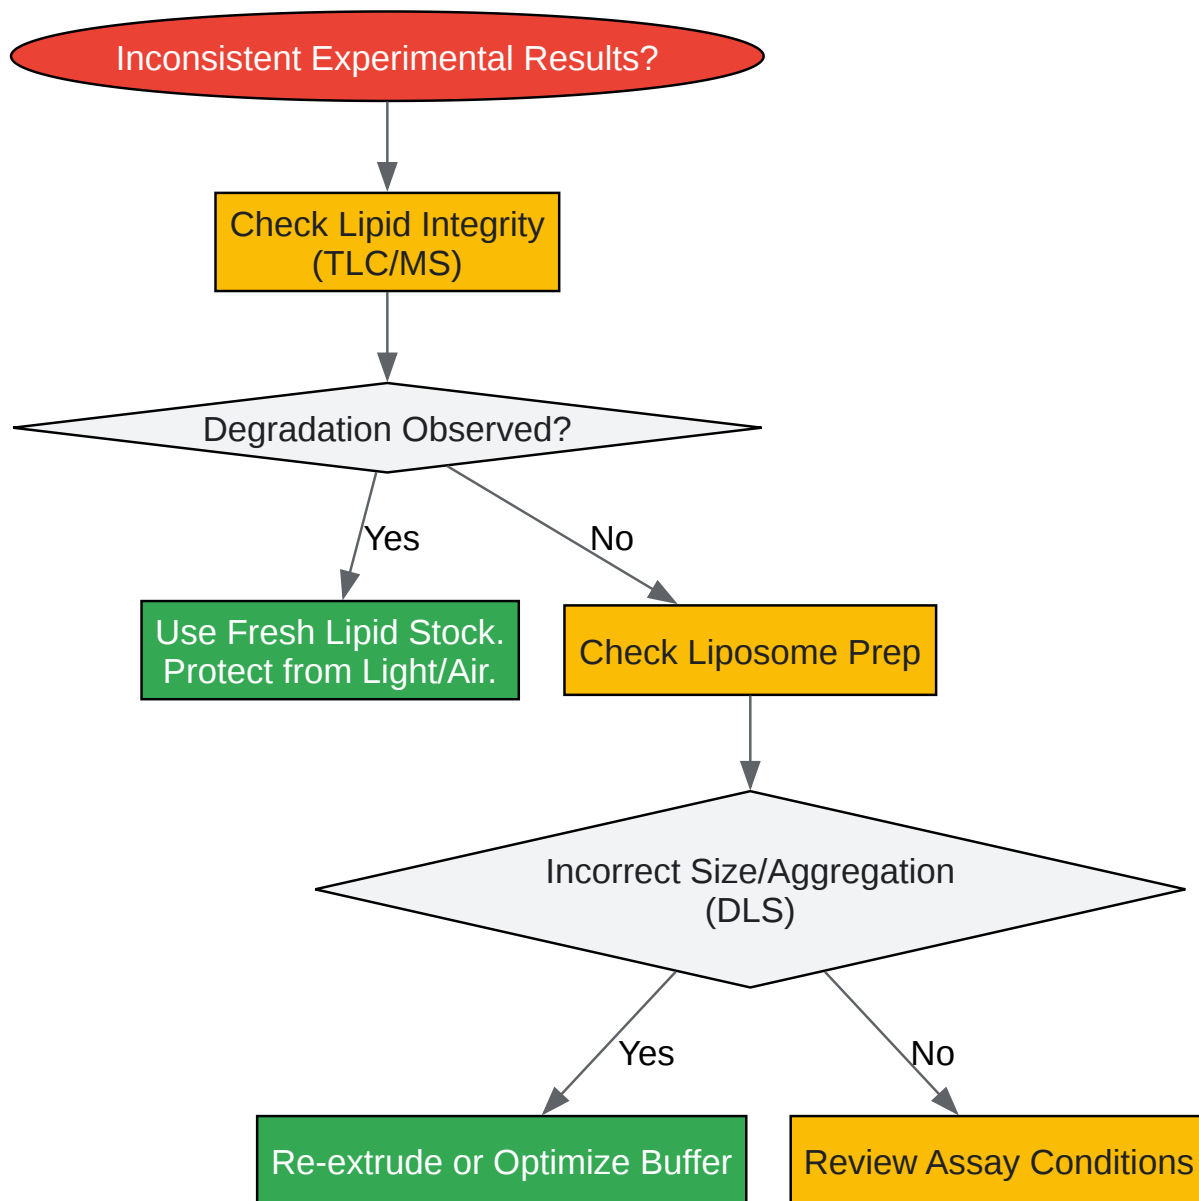 Inconsistent Experimental Results?
Check Lipid Integrity
(TLC/MS)
Degradation Observed?
Yes
No
Use Fresh Lipid Stock.
Protect from Light/Air.
Check Liposome Prep
Incorrect Size/Aggregation
(DLS)
Yes
No
Re-extrude or Optimize Buffer
Review Assay Conditions